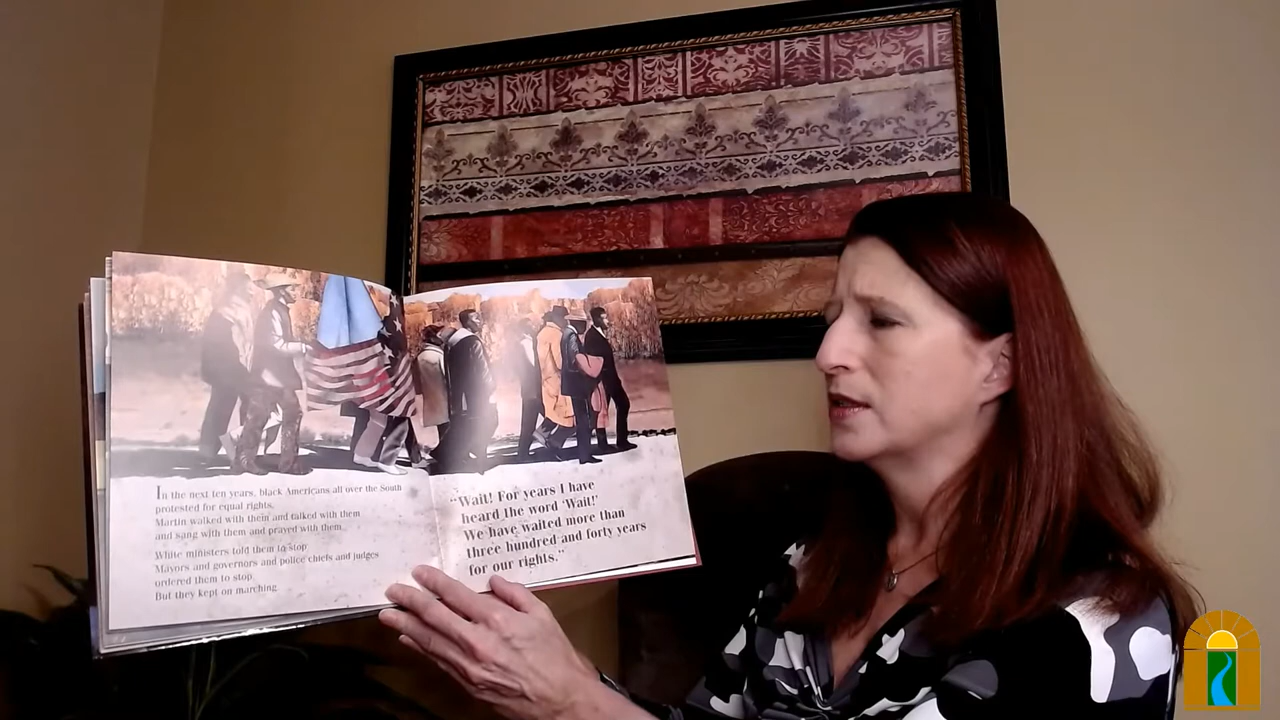 In the next ten years, black Americans all over the South
protested for equal rights.
Martin walked with them and talked with them
and sang with them and prayed with them.
White ministers told them to stop.
Mayors and governors and police chiefs and judges
ordered them to stop.
But they kept on marching.
"Wait! For years I have
heard the word 'Wait!'
We have waited more than
three hundred and forty years
for our rights."